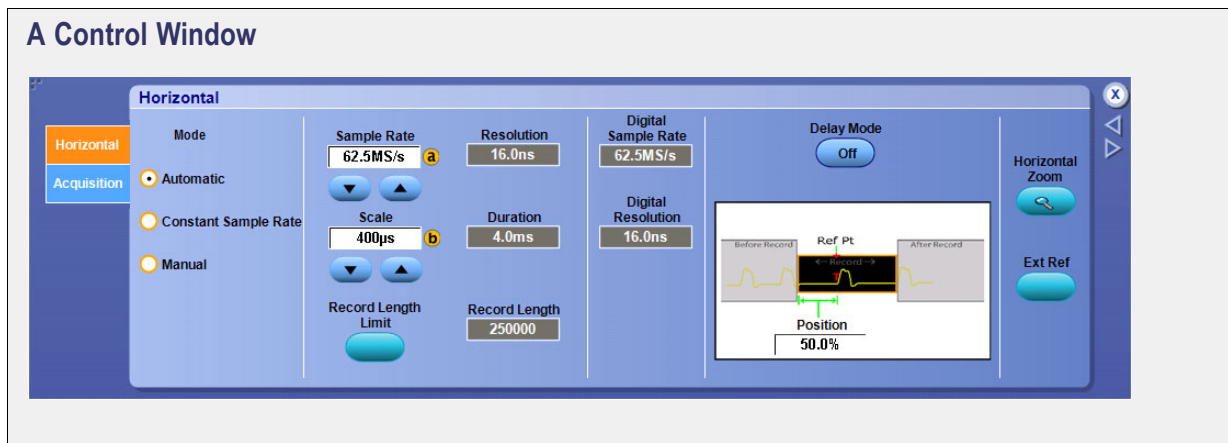 A Control Window
Horizontal
X
Horizontal
Acquisition
Mode
Automatic
Constant Sample Rate
Manual
Sample Rate
62.5MS/s
a
Scale
400µs
b
Record Length
Limit
Resolution
16.0ns
Duration
4.0ms
Record Length
250000
Digital
Sample Rate
62.5MS/s
Digital
Resolution
16.0ns
Delay Mode
Off
Before Record
Ref Pt
After Record
Record
T
Position
50.0%
Horizontal
Zoom
Ext Ref